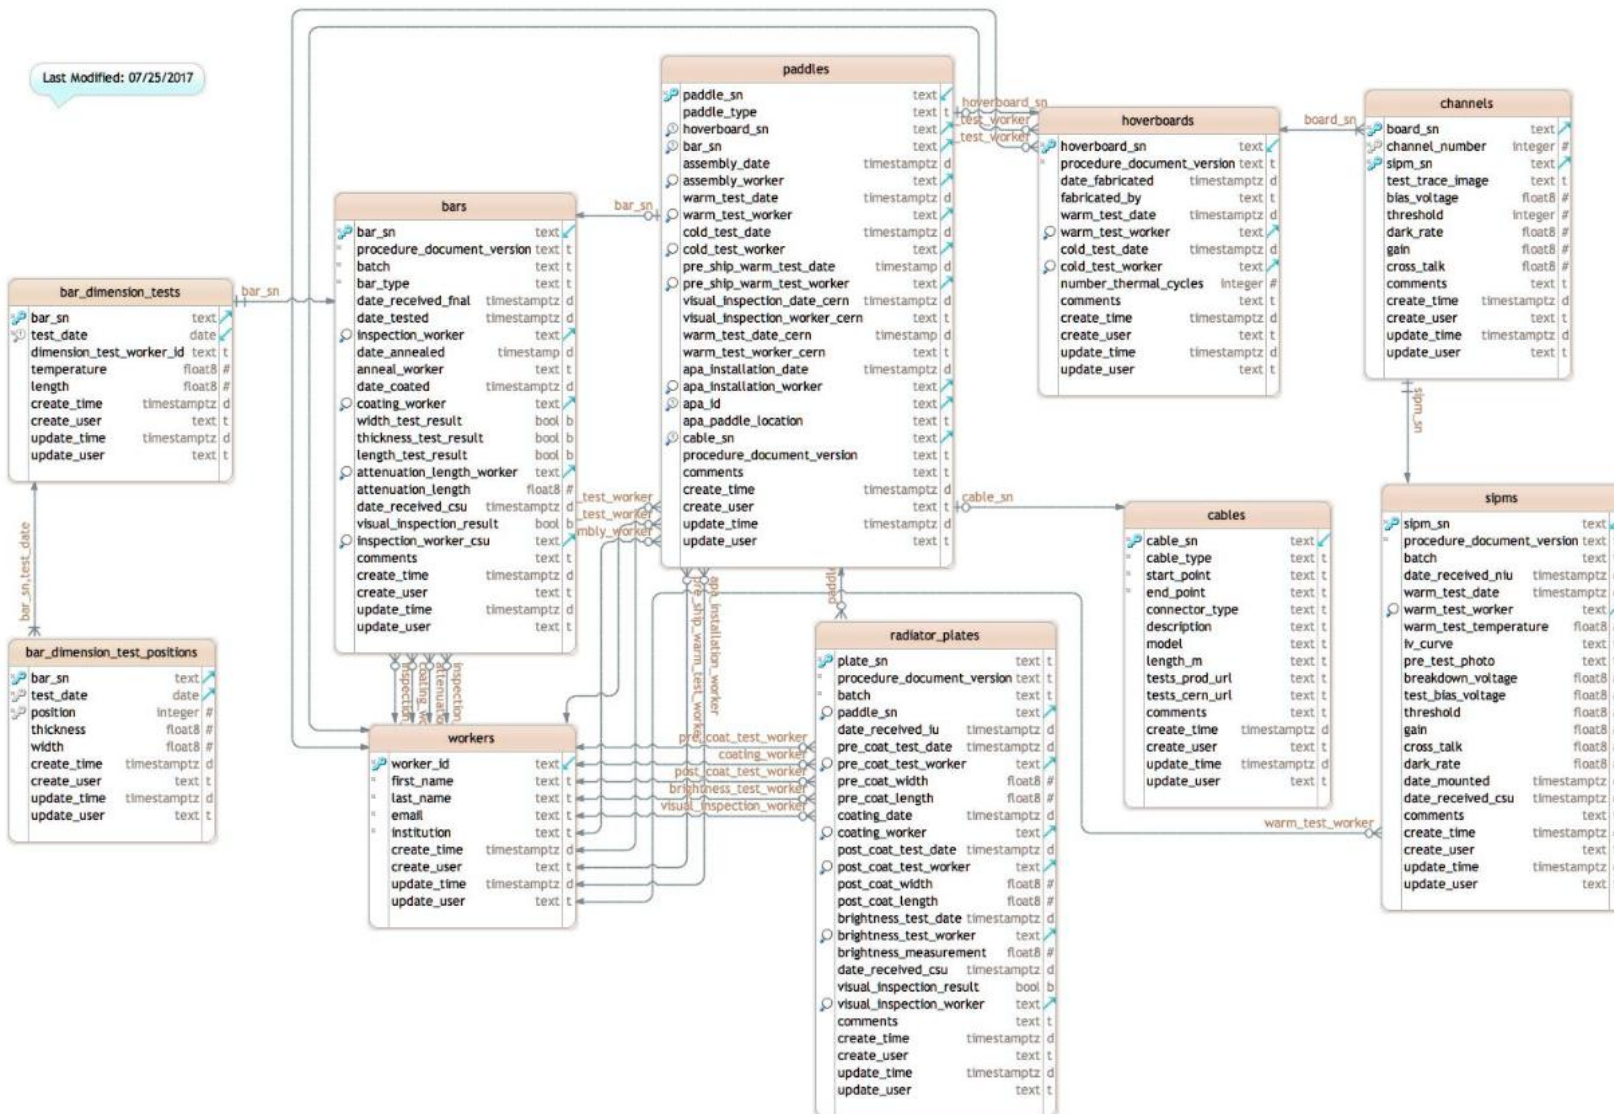 Last Modified: 07/25/2017
paddles
paddle_sn text
paddle_type text t
hoverboard_sn text
bar_sn text
assembly_date timestamptz d
assembly_worker text
warm_test_date timestamptz d
warm_test_worker text
cold_test_date timestamptz d
cold_test_worker text
pre_ship_warm_test_date timestamp d
pre_ship_warm_test_worker text
visual_inspection_date_cern timestamptz d
visual_inspection_worker_cern text t
warm_test_date_cern timestamp d
warm_test_worker_cern text t
apa_installation_date timestamptz d
apa_installation_worker text
apa_id text
apa_paddle_location text t
cable_sn text
procedure_document_version text t
comments text t
create_time timestamptz d
create_user text t
update_time timestamptz d
update_user text t
hoverboard_sn
_test_worker
_test_worker
hoverboards
hoverboard_sn text
procedure_document_version text t
date_fabricated timestamptz d
fabricated_by text t
warm_test_date timestamptz d
warm_test_worker text
cold_test_date timestamptz d
cold_test_worker text
number_thermal_cycles integer #
comments text t
create_time timestamptz d
create_user text t
update_time timestamptz d
update_user text t
board_sn
channels
board_sn text
channel_number integer #
sipm_sn text
test_trace_image text t
bias_voltage float8 #
threshold integer #
dark_rate float8 #
gain float8 #
cross_talk float8 #
comments text t
create_time timestamptz d
create_user text t
update_time timestamptz d
update_user text t
sipm_sn
bars
bar_sn text
procedure_document_version text t
batch text t
bar_type text t
date_received_fnal timestamptz d
date_tested timestamptz d
inspection_worker text
date_annealed timestamp d
anneal_worker text t
date_coated timestamptz d
coating_worker text
width_test_result bool b
thickness_test_result bool b
length_test_result bool b
attenuation_length_worker text
attenuation_length float8 #
date_received_csu timestamptz d
visual_inspection_result bool b
inspection_worker_csu text
comments text t
create_time timestamptz d
create_user text t
update_time timestamptz d
update_user text t
bar_sn
bar_sn
bar_dimension_tests
bar_sn text
test_date date
dimension_test_worker_id text t
temperature float8 #
length float8 #
create_time timestamptz d
create_user text t
update_time timestamptz d
update_user text t
bar_sn,test_date
bar_dimension_test_positions
bar_sn text
test_date date
position integer #
thickness float8 #
width float8 #
create_time timestamptz d
create_user text t
update_time timestamptz d
update_user text t
_test_worker
_test_worker
mbly_worker
inspection_
coating_wo
attenuatio
inspection_
pre_ship_warm_test_worke
apa_installation_worker
workers
worker_id text
first_name text t
last_name text t
email text t
institution text t
create_time timestamptz d
create_user text t
update_time timestamptz d
update_user text t
pre_coat_test_worker
coating_worker
post_coat_test_worker
brightness_test_worker
visual_inspection_worker
radiator_plates
plate_sn text t
procedure_document_version text t
batch text t
paddle_sn text
date_received_iu timestamptz d
pre_coat_test_date timestamptz d
pre_coat_test_worker text
pre_coat_width float8 #
pre_coat_length float8 #
coating_date timestamptz d
coating_worker text
post_coat_test_date timestamptz d
post_coat_test_worker text
post_coat_width float8 #
post_coat_length float8 #
brightness_test_date timestamptz d
brightness_test_worker text
brightness_measurement float8 #
date_received_csu timestamptz d
visual_inspection_result bool b
visual_inspection_worker text
comments text t
create_time timestamptz d
create_user text t
update_time timestamptz d
update_user text t
cable_sn
cables
cable_sn text
cable_type text t
start_point text t
end_point text t
connector_type text t
description text t
model text t
length_m text t
tests_prod_url text t
tests_cern_url text t
comments text t
create_time timestamptz d
create_user text t
update_time timestamptz d
update_user text t
warm_test_worker
sipms
sipm_sn text
procedure_document_version text
batch text
date_received_niu timestamptz
warm_test_date timestamptz
warm_test_worker text
warm_test_temperature float8
iv_curve text
pre_test_photo text
breakdown_voltage float8
test_bias_voltage float8
threshold float8
gain float8
cross_talk float8
dark_rate float8
date_mounted timestamptz
date_received_csu timestamptz
comments text
create_time timestamptz
create_user text
update_time timestamptz
update_user text